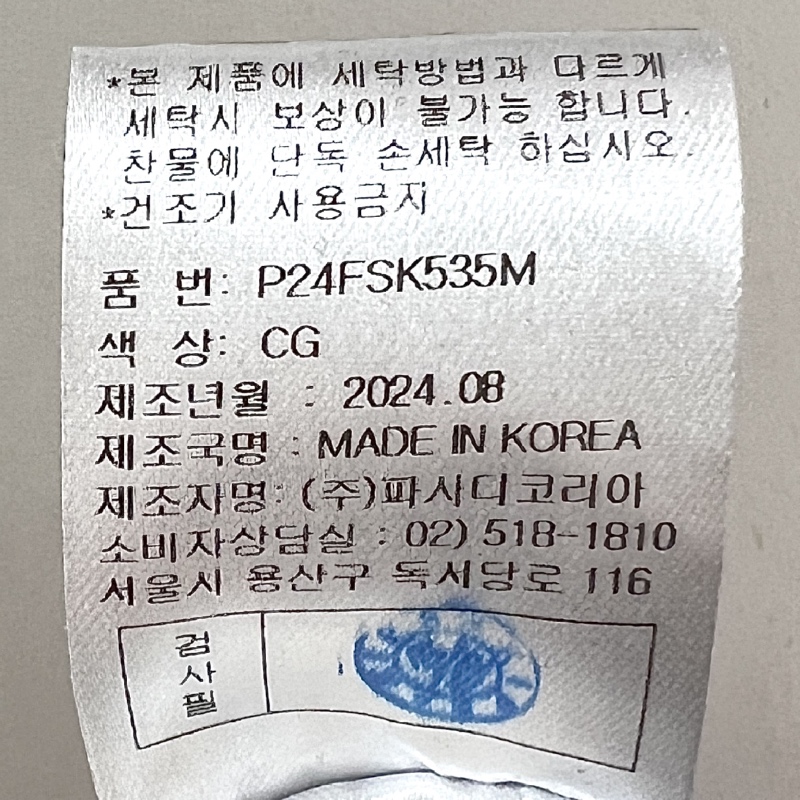 *본 제품에 세탁방법과 다르게
세탁시 보상이 불가능 합니다.
찬물에 단독 손세탁 하십시오.
*건조기 사용금지
품 번: P24FSK535M
색 상: CG
제조년월 : 2024.08
제조국명 : MADE IN KOREA
제조자명: (주)파시디코리아
소비자상담실 : 02) 518-1810
서울시 용산구 독서당로 116
검
사
필